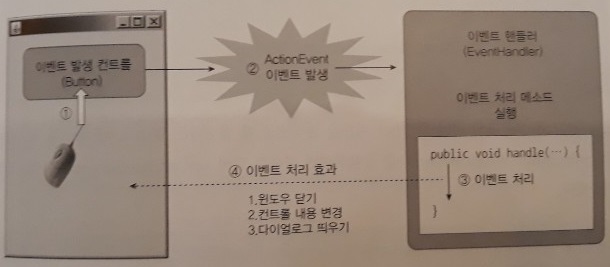 이벤트 발생 컨트롤
(Button)
①
② ActionEvent
이벤트 발생
이벤트 핸들러
(EventHandler)
이벤트 처리 메소드
실행
public void handle(…) {
③ 이벤트 처리
}
④ 이벤트 처리 효과
1.윈도우 닫기
2.컨트롤 내용 변경
3.다이얼로그 띄우기